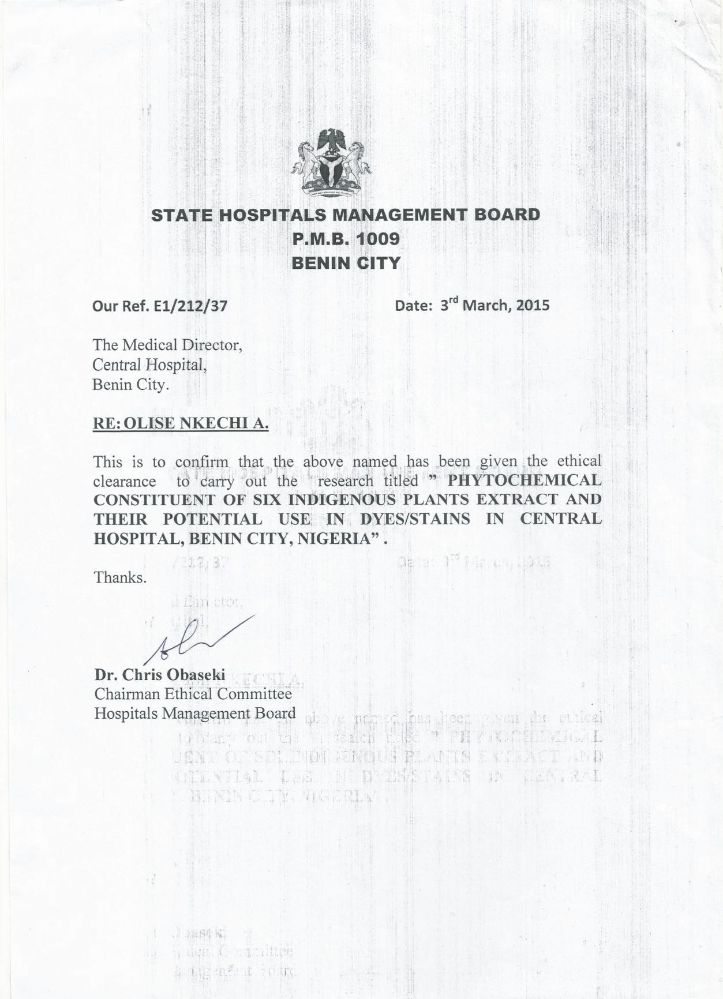 STATE HOSPITALS MANAGEMENT BOARD
P.M.B. 1009
BENIN CITY
Our Ref. E1/212/37 Date: 3rd March, 2015
The Medical Director,
Central Hospital,
Benin City.
RE: OLISE NKECHI A.
This is to confirm that the above named has been given the ethical
clearance to carry out the research titled ” PHYTOCHEMICAL
CONSTITUENT OF SIX INDIGENOUS PLANTS EXTRACT AND
THEIR POTENTIAL USE IN DYES/STAINS IN CENTRAL
HOSPITAL, BENIN CITY, NIGERIA” .
Thanks.
Dr. Chris Obaseki
Chairman Ethical Committee
Hospitals Management Board